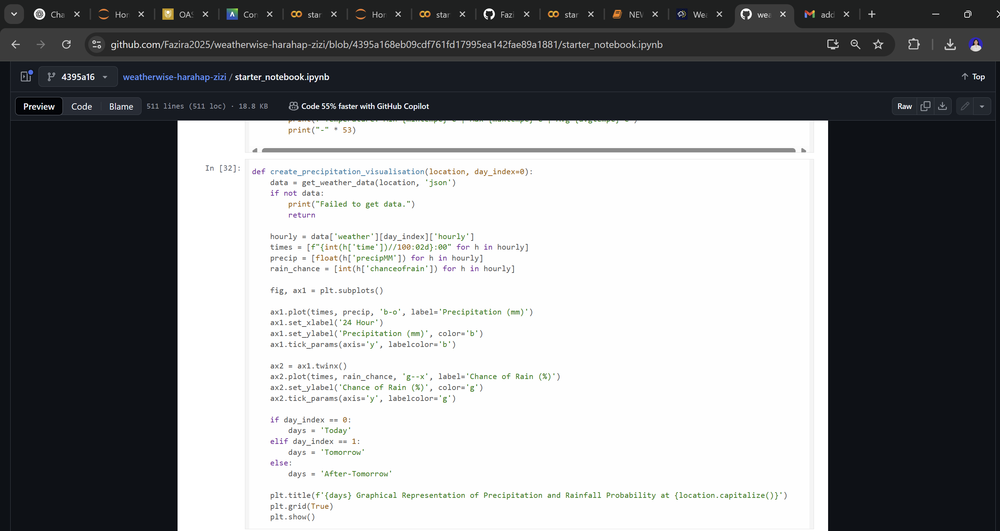 Cha
Hon
OAS
Con
star
Hon
star
Fazi
star
NEW
Wea
wea
add
github.com/Fazira2025/weatherwise-harahap-zizi/blob/4395a168eb09cdf761fd17995ea142fae89a1881/starter_notebook.ipynb
4395a16 weatherwise-harahap-zizi / starter_notebook.ipynb Top
Preview Code Blame 511 lines (511 loc) · 18.8 KB Code 55% faster with GitHub Copilot Raw
print("-" * 53)
In [32]:
def create_precipitation_visualisation(location, day_index=0):
    data = get_weather_data(location, 'json')
    if not data:
        print("Failed to get data.")
        return
    hourly = data['weather'][day_index]['hourly']
    times = [f"{int(h['time'])//100:02d}:00" for h in hourly]
    precip = [float(h['precipMM']) for h in hourly]
    rain_chance = [int(h['chanceofrain']) for h in hourly]
    fig, ax1 = plt.subplots()
    ax1.plot(times, precip, 'b-o', label='Precipitation (mm)')
    ax1.set_xlabel('24 Hour')
    ax1.set_ylabel('Precipitation (mm)', color='b')
    ax1.tick_params(axis='y', labelcolor='b')
    ax2 = ax1.twinx()
    ax2.plot(times, rain_chance, 'g--x', label='Chance of Rain (%)')
    ax2.set_ylabel('Chance of Rain (%)', color='g')
    ax2.tick_params(axis='y', labelcolor='g')
    if day_index == 0:
        days = 'Today'
    elif day_index == 1:
        days = 'Tomorrow'
    else:
        days = 'After-Tomorrow'
    plt.title(f'{days} Graphical Representation of Precipitation and Rainfall Probability at {location.capitalize()}')
    plt.grid(True)
    plt.show()